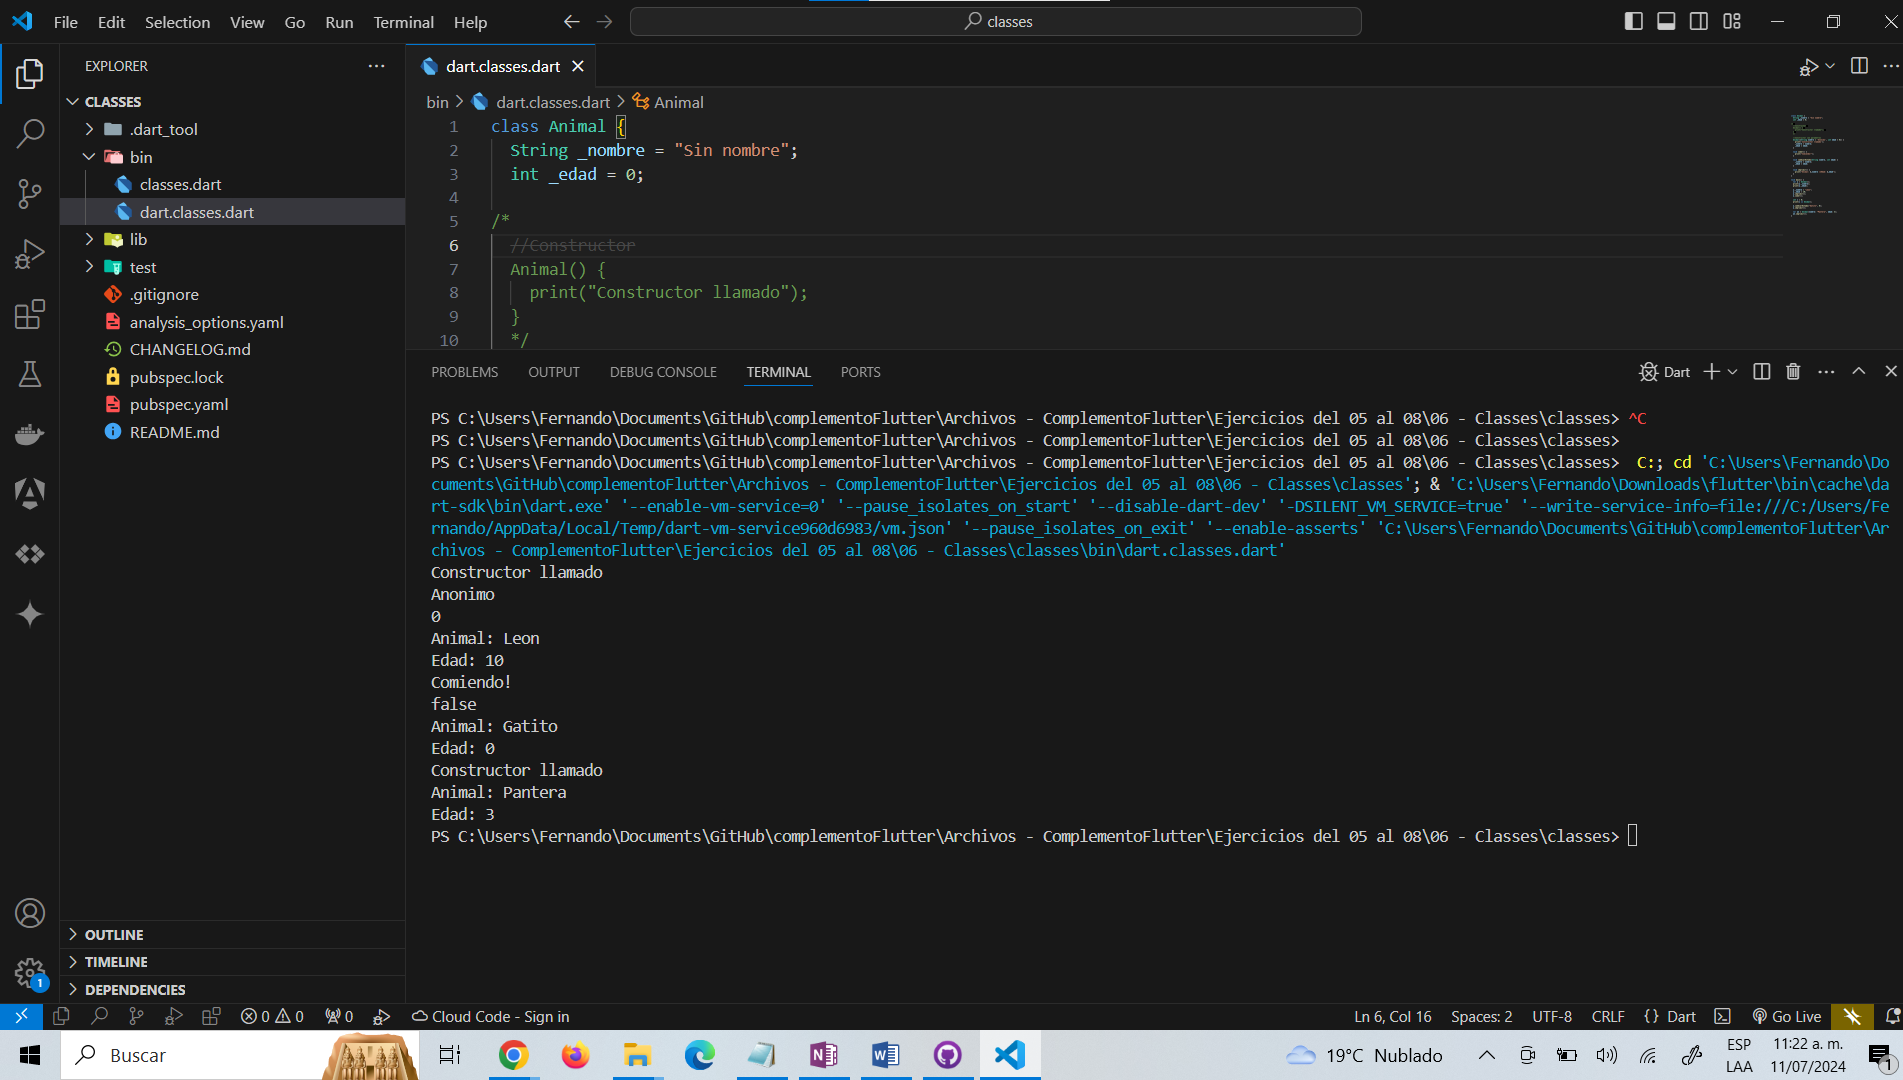 File Edit Selection View Go Run Terminal Help
classes
EXPLORER
CLASSES
.dart_tool
bin
classes.dart
dart.classes.dart
lib
test
.gitignore
analysis_options.yaml
CHANGELOG.md
pubspec.lock
pubspec.yaml
README.md
OUTLINE
TIMELINE
DEPENDENCIES
1
dart.classes.dart
bin > dart.classes.dart > Animal
1 class Animal {
2 String _nombre = "Sin nombre";
3 int _edad = 0;
4
5 /*
6 //Constructor
7 Animal() {
8 print("Constructor llamado");
9 }
10 */
PROBLEMS OUTPUT DEBUG CONSOLE TERMINAL PORTS
Dart
PS C:\Users\Fernando\Documents\GitHub\complementoFlutter\Archivos - ComplementoFlutter\Ejercicios del 05 al 08\06 - Classes\classes> ^C
PS C:\Users\Fernando\Documents\GitHub\complementoFlutter\Archivos - ComplementoFlutter\Ejercicios del 05 al 08\06 - Classes\classes>
PS C:\Users\Fernando\Documents\GitHub\complementoFlutter\Archivos - ComplementoFlutter\Ejercicios del 05 al 08\06 - Classes\classes>  C:; cd 'C:\Users\Fernando\Do
cuments\GitHub\complementoFlutter\Archivos - ComplementoFlutter\Ejercicios del 05 al 08\06 - Classes\classes'; & 'C:\Users\Fernando\Downloads\flutter\bin\cache\da
rt-sdk\bin\dart.exe' '--enable-vm-service=0' '--pause_isolates_on_start' '--disable-dart-dev' '-DSILENT_VM_SERVICE=true' '--write-service-info=file:///C:/Users/Fe
rnando/AppData/Local/Temp/dart-vm-service960d6983/vm.json' '--pause_isolates_on_exit' '--enable-asserts' 'C:\Users\Fernando\Documents\GitHub\complementoFlutter\Ar
chivos - ComplementoFlutter\Ejercicios del 05 al 08\06 - Classes\classes\bin\dart.classes.dart'
Constructor llamado
Anonimo
0
Animal: Leon
Edad: 10
Comiendo!
false
Animal: Gatito
Edad: 0
Constructor llamado
Animal: Pantera
Edad: 3
PS C:\Users\Fernando\Documents\GitHub\complementoFlutter\Archivos - ComplementoFlutter\Ejercicios del 05 al 08\06 - Classes\classes>
0 0 0 Cloud Code - Sign in Ln 6, Col 16 Spaces: 2 UTF-8 CRLF { } Dart Go Live
Buscar 19°C Nublado ESP LAA 11:22 a. m. 11/07/2024 1